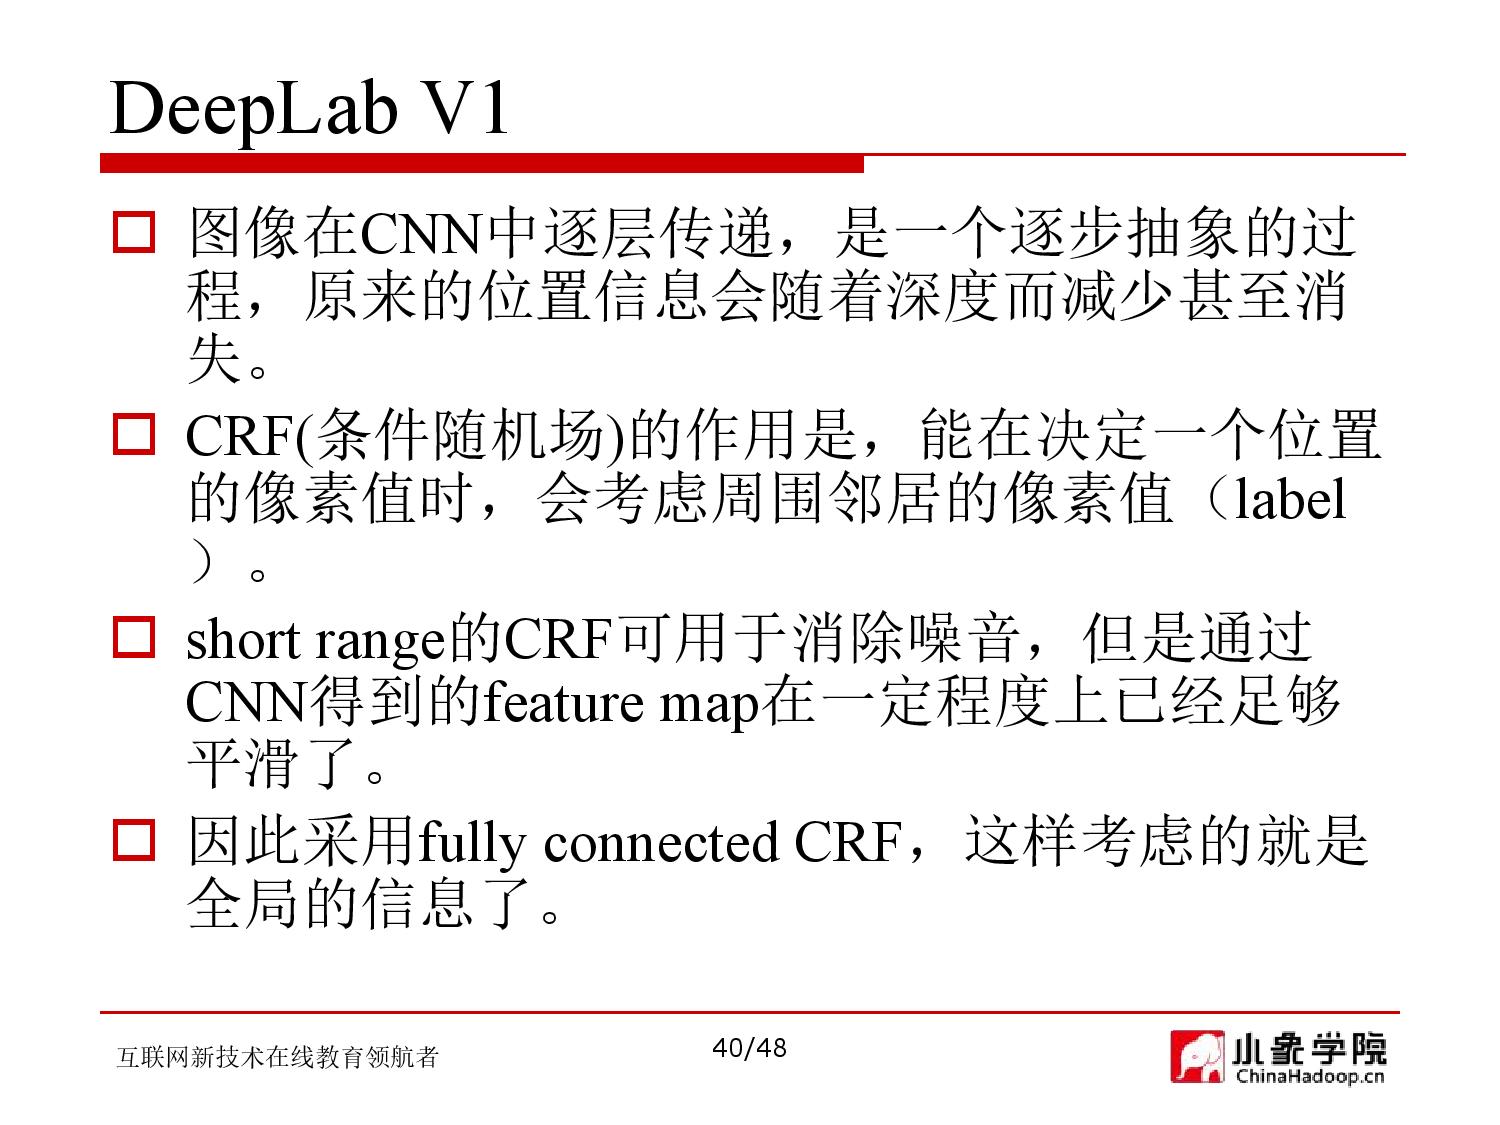 DeepLab V1
图像在CNN中逐层传递，是一个逐步抽象的过
程，原来的位置信息会随着深度而减少甚至消
失。
CRF(条件随机场)的作用是，能在决定一个位置
的像素值时，会考虑周围邻居的像素值（label
）。
short range的CRF可用于消除噪音，但是通过
CNN得到的feature map在一定程度上已经足够
平滑了。
因此采用fully connected CRF，这样考虑的就是
全局的信息了。
互联网新技术在线教育领航者
40/48
小象学院
ChinaHadoop.cn